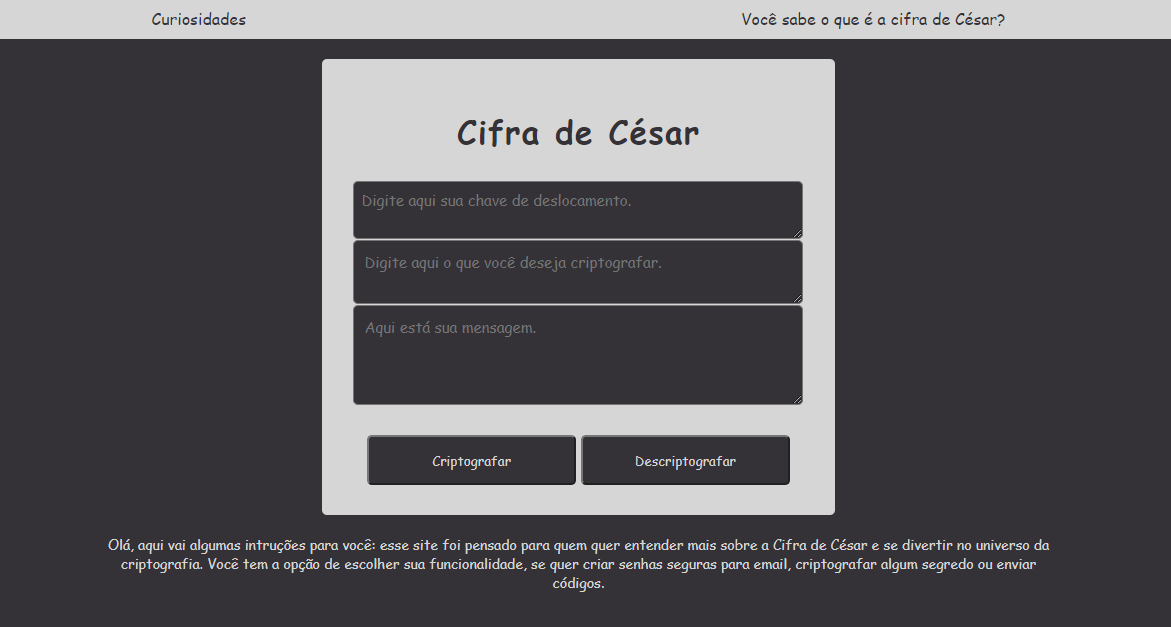 Curiosidades
Você sabe o que é a cifra de César?
Cifra de César
Digite aqui sua chave de deslocamento.
Digite aqui o que você deseja criptografar.
Aqui está sua mensagem.
Criptografar
Descriptografar
Olá, aqui vai algumas intruções para você: esse site foi pensado para quem quer entender mais sobre a Cifra de César e se divertir no universo da
criptografia. Você tem a opção de escolher sua funcionalidade, se quer criar senhas seguras para email, criptografar algum segredo ou enviar
códigos.